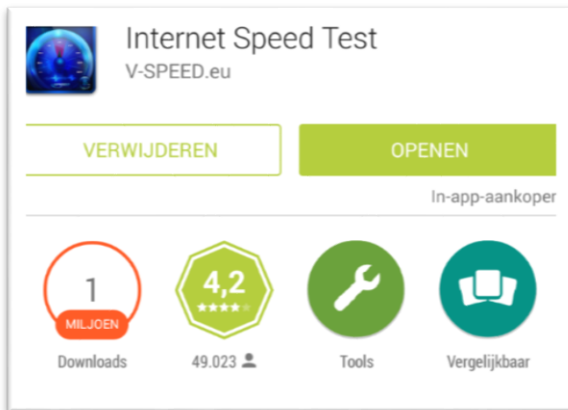 Internet Speed Test
V-SPEED.eu
VERWIJDEREN
OPENEN
In-app-aankoper
1
MILJOEN
4,2
Downloads
49.023
Tools
Vergelijkbaar